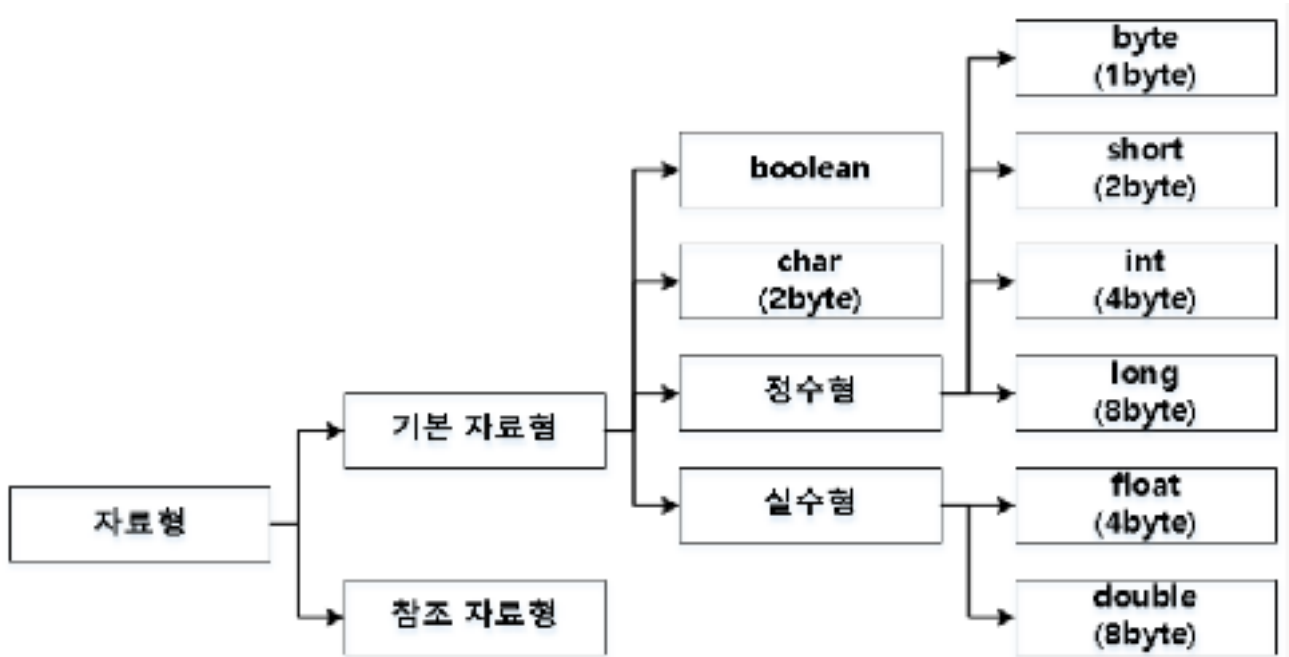 byte
(1byte)
boolean
short
(2byte)
char
(2byte)
int
(4byte)
정수형
long
(8byte)
기본 자료형
실수형
float
(4byte)
자료형
참조 자료형
double
(8byte)